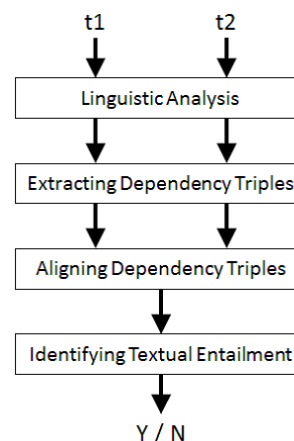 t1 t2
Linguistic Analysis
Extracting Dependency Triples
Aligning Dependency Triples
Identifying Textual Entailment
Y / N